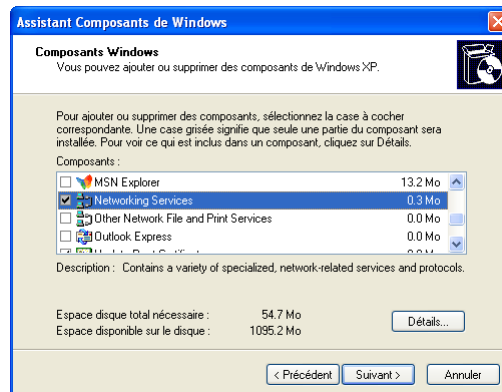 Assistant Composants de Windows
Composants Windows
Vous pouvez ajouter ou supprimer des composants de Windows XP.
Pour ajouter ou supprimer des composants, sélectionnez la case à cocher
correspondante. Une case grisée signifie que seule une partie du composant sera
installée. Pour voir ce qui est inclus dans un composant, cliquez sur Détails.
Composants :
MSN Explorer 13.2 Mo
Networking Services 0.3 Mo
Other Network File and Print Services 0.0 Mo
Outlook Express 0.0 Mo
Description : Contains a variety of specialized, network-related services and protocols.
Espace disque total nécessaire : 54.7 Mo
Espace disponible sur le disque : 1095.2 Mo
Détails...
< Précédent Suivant > Annuler